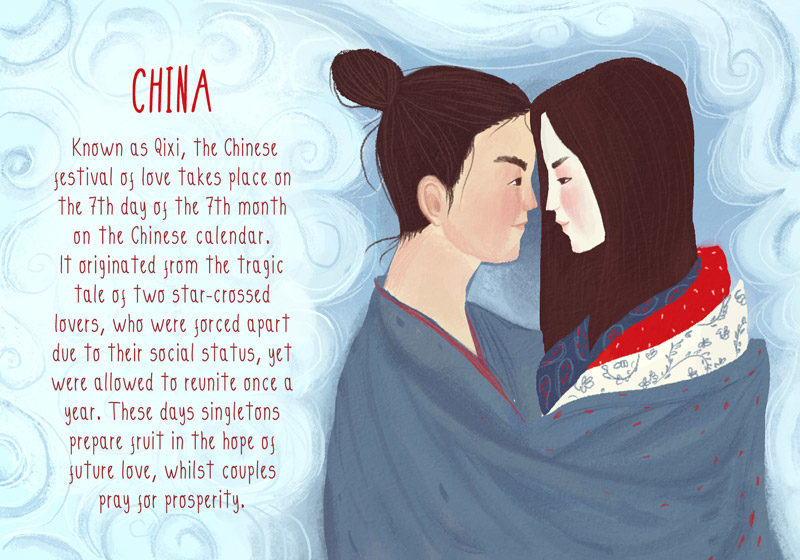 CHINA
Known as Qixi, the Chinese
festival of love takes place on
the 7th day of the 7th month
on the Chinese calendar.
It originated from the tragic
tale of two star-crossed
lovers, who were forced apart
due to their social status, yet
were allowed to reunite once a
year. These days singletons
prepare fruit in the hope of
future love, whilst couples
pray for prosperity.